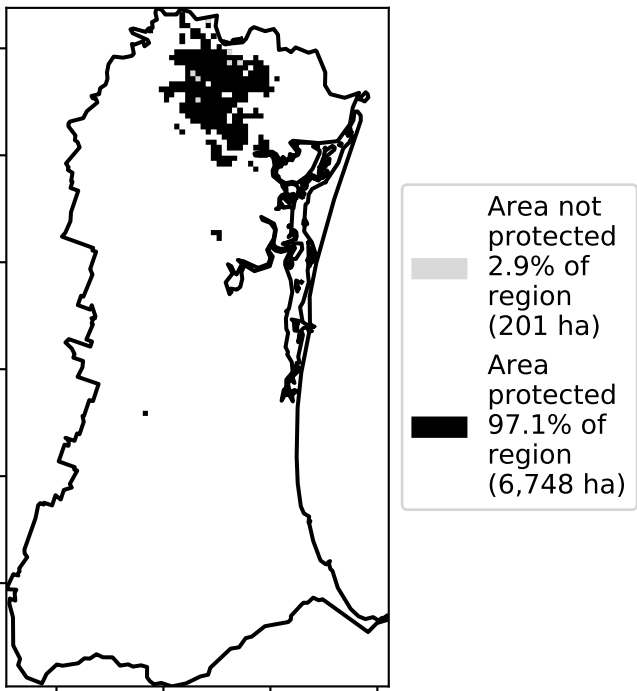 Area not
protected
2.9% of
region
(201 ha)
Area
protected
97.1% of
region
(6,748 ha)